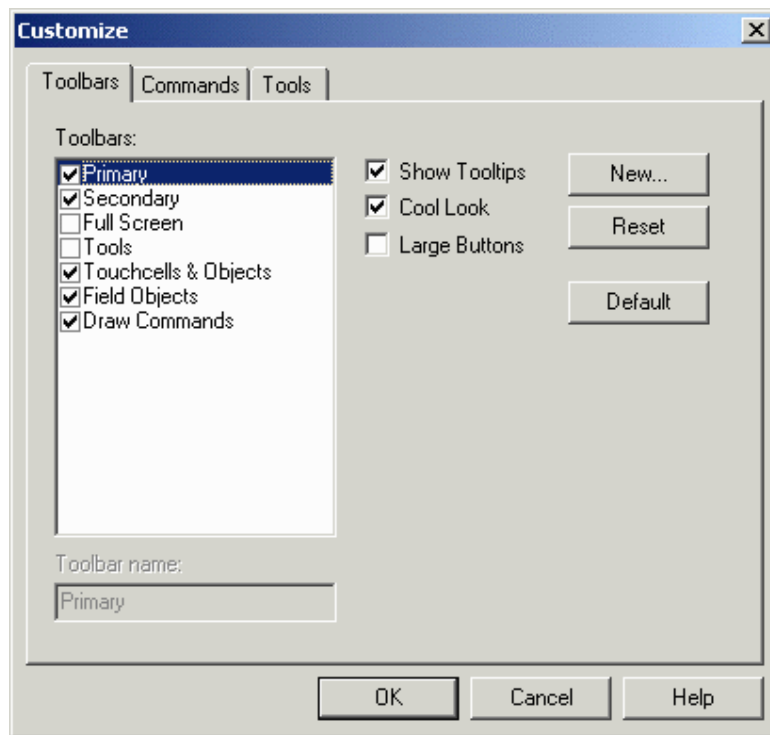 Customize
Toolbars Commands Tools
Toolbars:
Primary
Secondary
Full Screen
Tools
Touchcells & Objects
Field Objects
Draw Commands
Show Tooltips
Cool Look
Large Buttons
New...
Reset
Default
Toolbar name:
Primary
OK Cancel Help